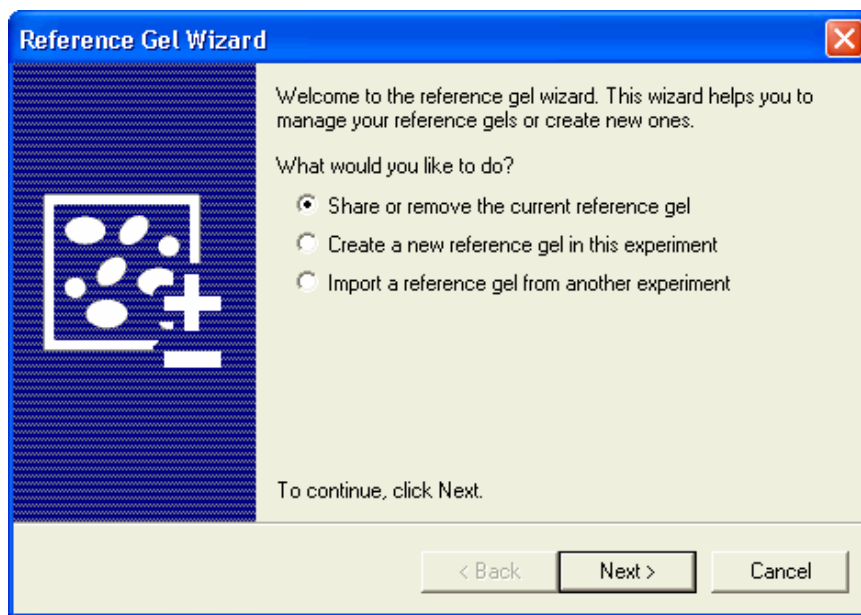 Reference Gel Wizard
Welcome to the reference gel wizard. This wizard helps you to
manage your reference gels or create new ones.
What would you like to do?
Share or remove the current reference gel
Create a new reference gel in this experiment
Import a reference gel from another experiment
To continue, click Next.
< Back Next > Cancel